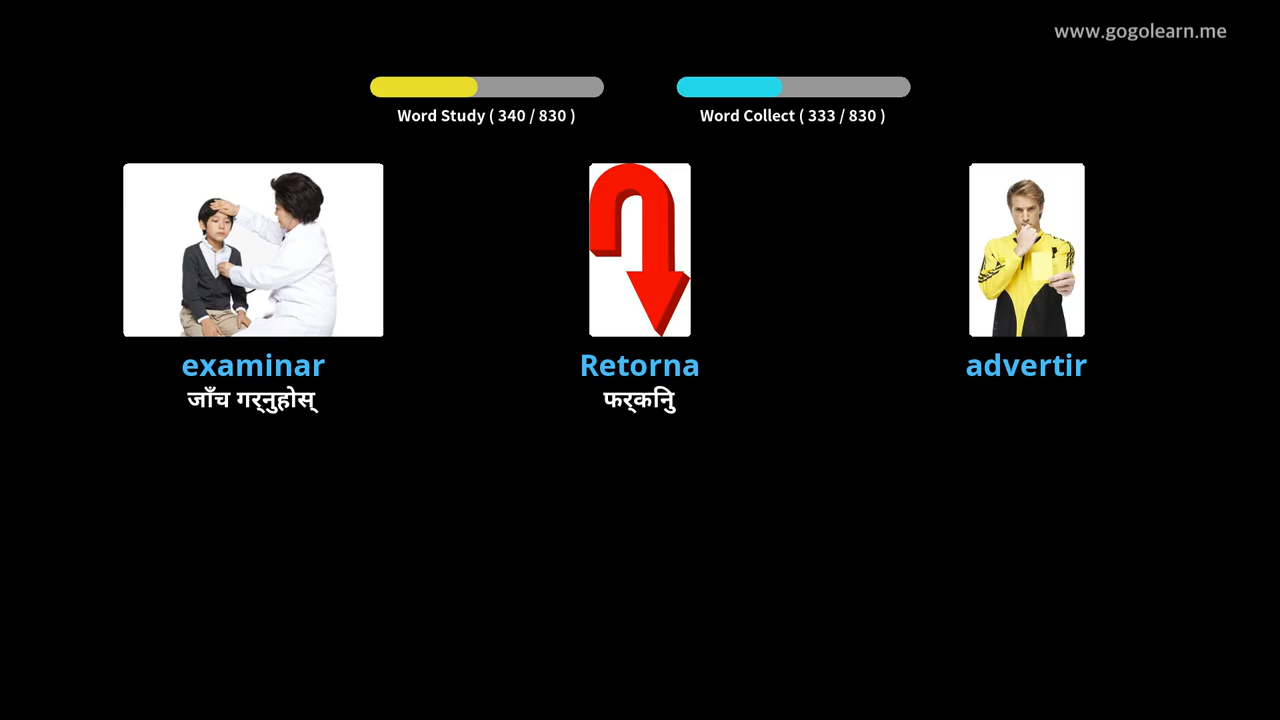 www.gogolearn.me
Word Study ( 340 / 830 )
Word Collect ( 333 / 830 )
examinar
जाँच गर्नुहोस्
Retorna
फर्कनुि
advertir